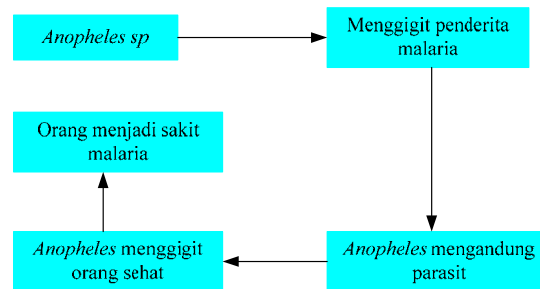 Anopheles sp
Menggigit penderita
malaria
Anopheles mengandung
parasit
Anopheles menggigit
orang sehat
Orang menjadi sakit
malaria